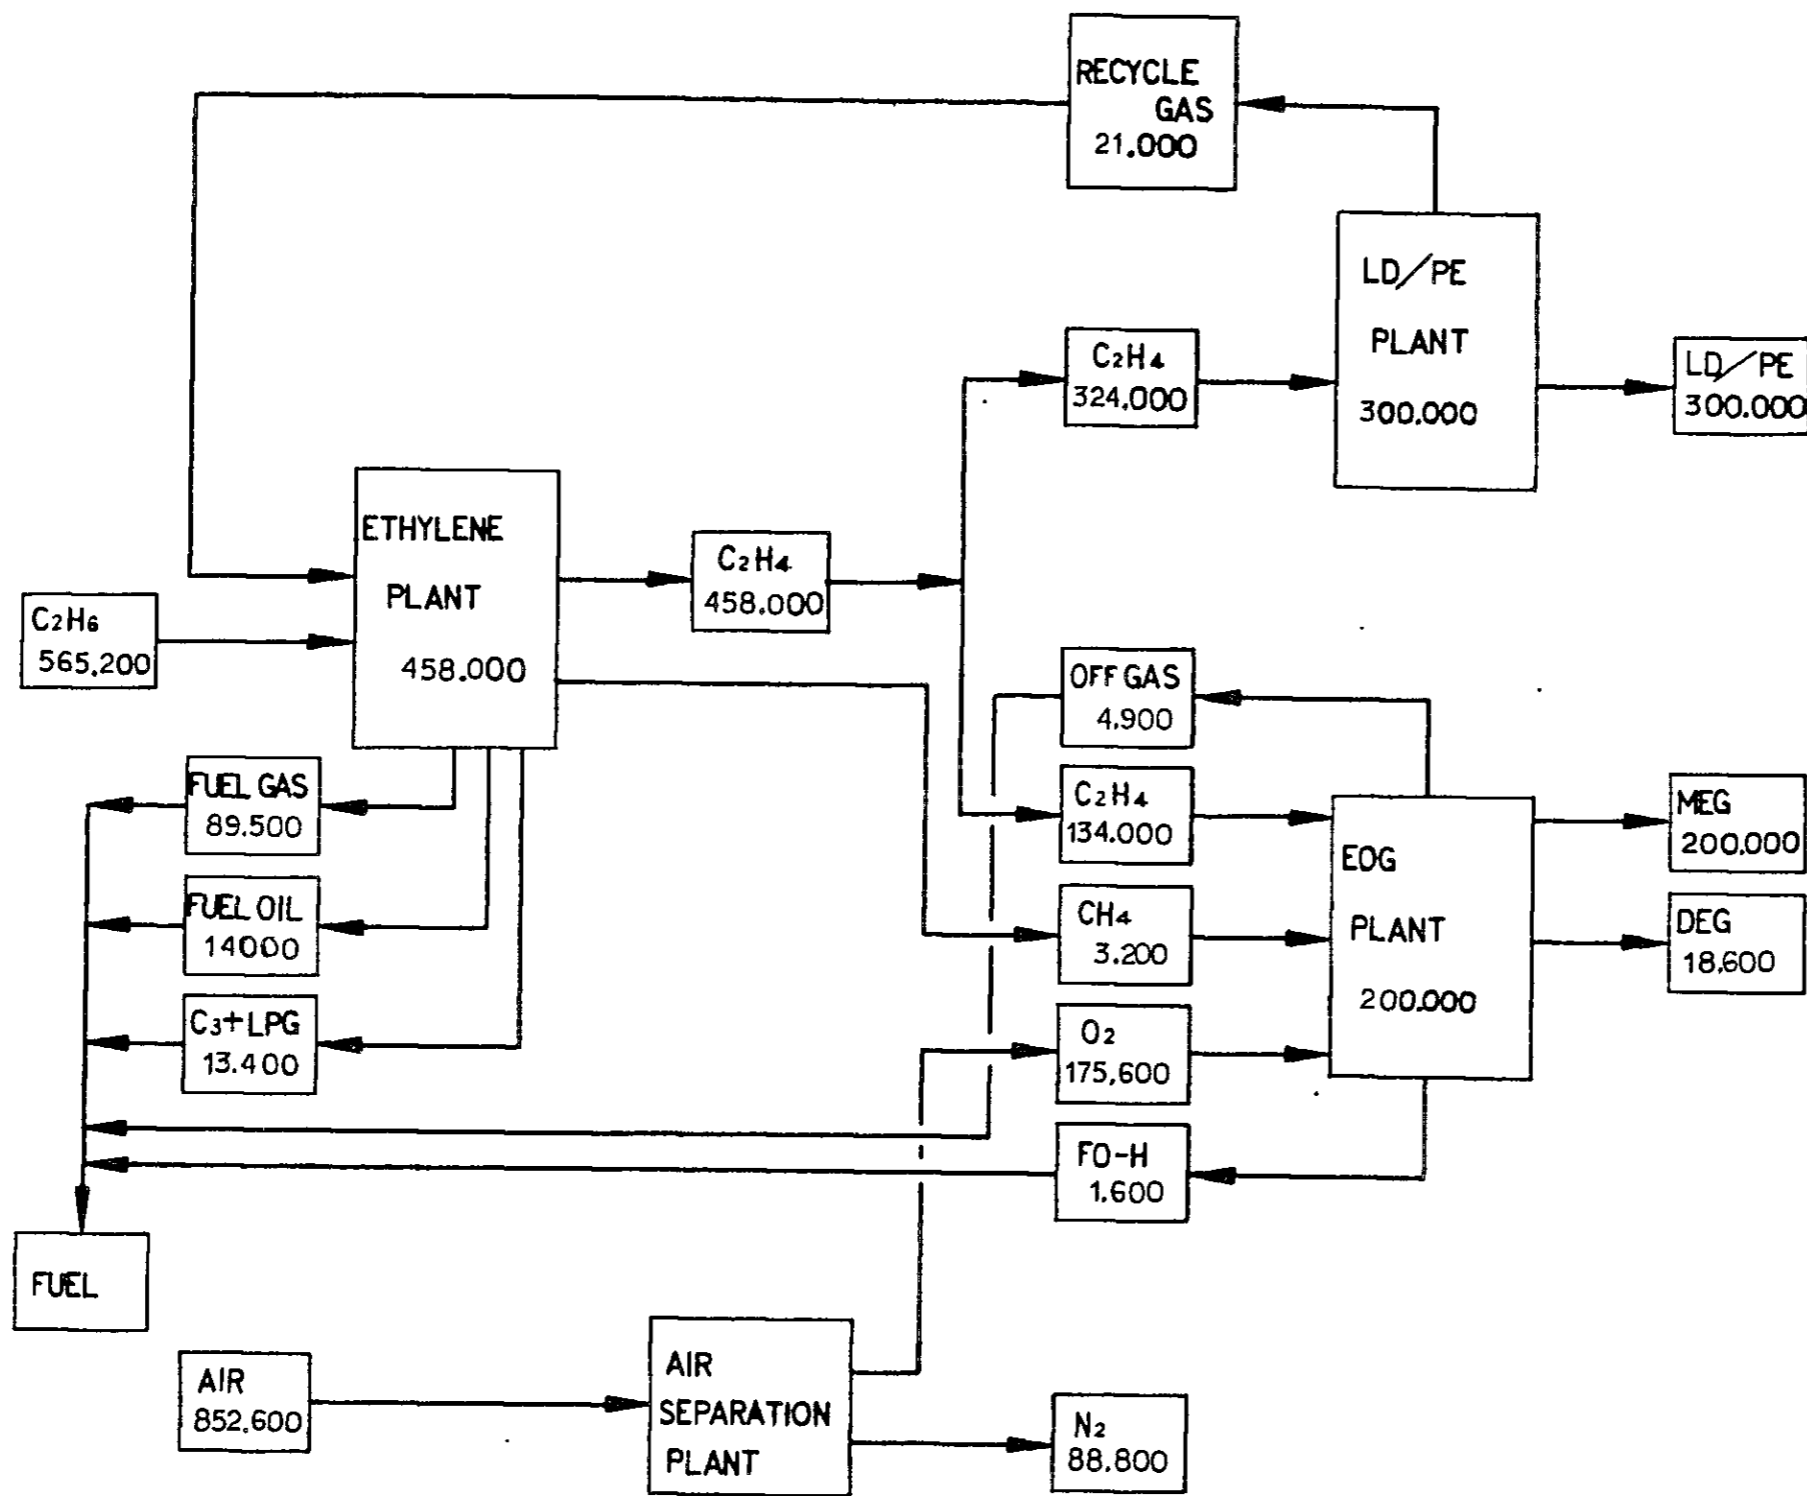 RECYCLE
GAS
21.000
LD/PE
PLANT
300.000
C2H4
324.000
LD/PE
300.000
ETHYLENE
PLANT
458.000
C2H4
458.000
C2H6
565.200
OFF GAS
4.900
FUEL GAS
89.500
C2H4
134.000
EOG
PLANT
200.000
MEG
200.000
FUEL OIL
14000
CH4
3.200
DEG
18.600
C3+LPG
13.400
O2
175.600
FO-H
1.600
FUEL
AIR
852.600
AIR
SEPARATION
PLANT
N2
88.800